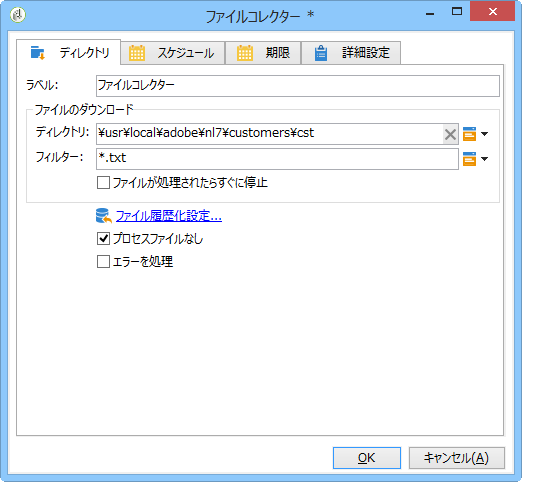 ファイルコレクター *
ディレクトリ スケジュール 期限 詳細設定
ラベル: ファイルコレクター
ファイルのダウンロード
ディレクトリ: ¥usr¥local¥adobe¥nl7¥customers¥cst
フィルター: *.txt
ファイルが処理されたらすぐに停止
ファイル履歴化設定...
プロセスファイルなし
エラーを処理
OK キャンセル(A)